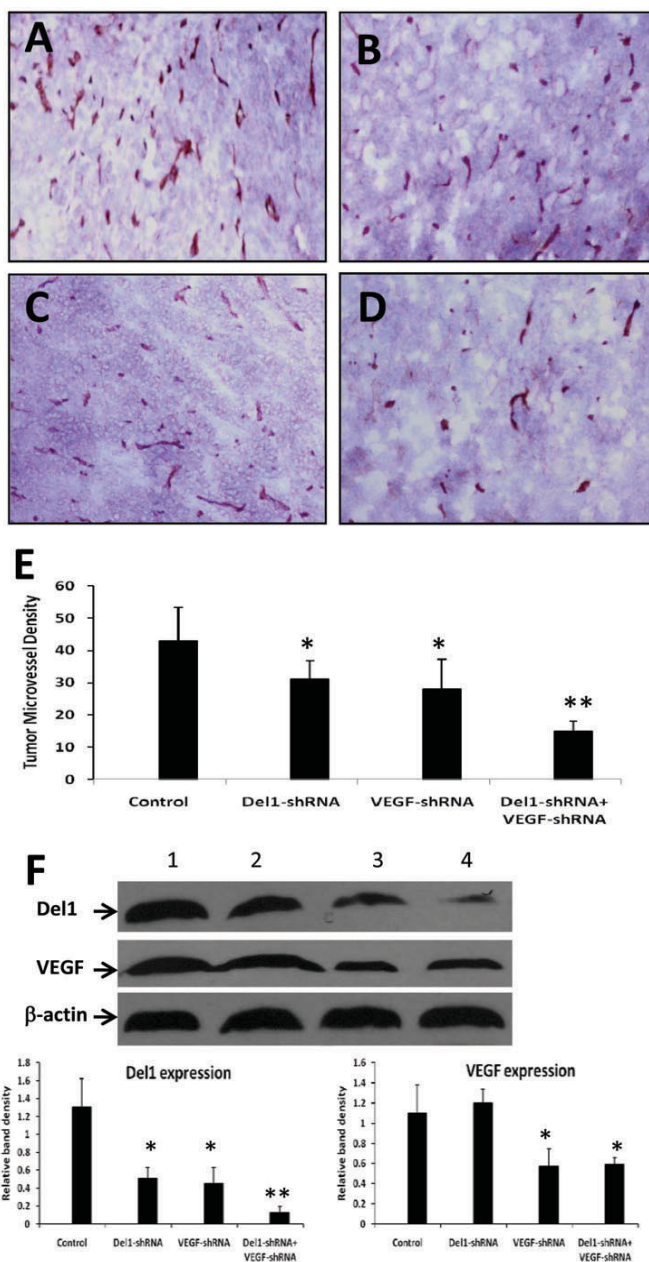 A
B
C
D
E
Tumor Microvessel Density
60
50
40
30
20
10
0
*
*
**
Control
Del1-shRNA
VEGF-shRNA
Del1-shRNA+
VEGF-shRNA
F
1 2 3 4
Del1
VEGF
β-actin
Del1 expression
Relative band density
1.8
1.6
1.4
1.2
1
0.8
0.6
0.4
0.2
0
*
*
**
Control
Del1-shRNA
VEGF-shRNA
Del1-shRNA+
VEGF-shRNA
VEGF expression
Relative band density
1.6
1.4
1.2
1
0.8
0.6
0.4
0.2
0
*
*
Control
Del1-shRNA
VEGF-shRNA
Del1-shRNA+
VEGF-shRNA